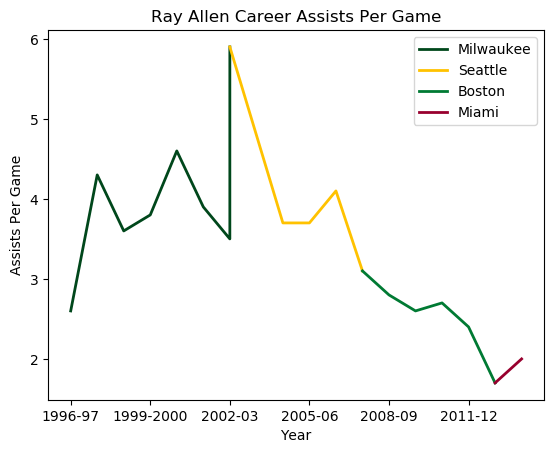 Ray Allen Career Assists Per Game
Milwaukee
Seattle
Boston
Miami
Assists Per Game
6
5
4
3
2
1996-97 1999-2000 2002-03 2005-06 2008-09 2011-12
Year